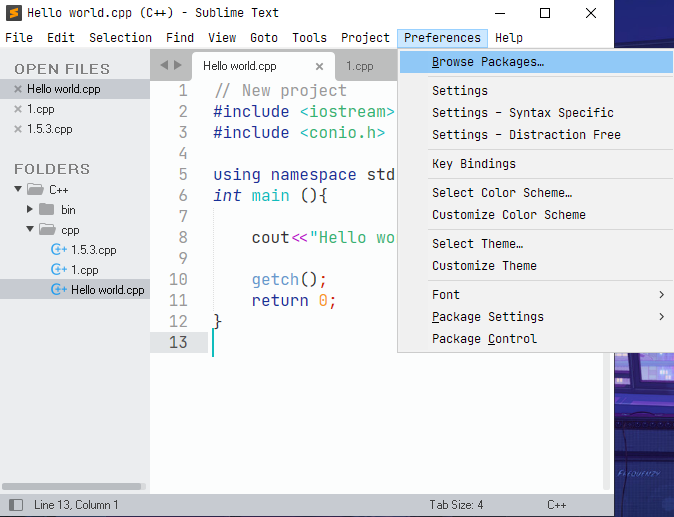 Hello world.cpp (C++) - Sublime Text
File Edit Selection Find View Goto Tools Project Preferences Help
OPEN FILES
Hello world.cpp
1.cpp
1.5.3.cpp
FOLDERS
C++
bin
cpp
1.5.3.cpp
1.cpp
Hello world.cpp
Hello world.cpp 1.cpp
1 // New project
2 #include <iostream>
3 #include <conio.h>
4
5 using namespace std
6 int main (){
7
8 cout<<"Hello wo
9
10 getch();
11 return 0;
12 }
13
Browse Packages…
Settings
Settings – Syntax Specific
Settings – Distraction Free
Key Bindings
Select Color Scheme…
Customize Color Scheme
Select Theme…
Customize Theme
Font
Package Settings
Package Control
Line 13, Column 1 Tab Size: 4 C++